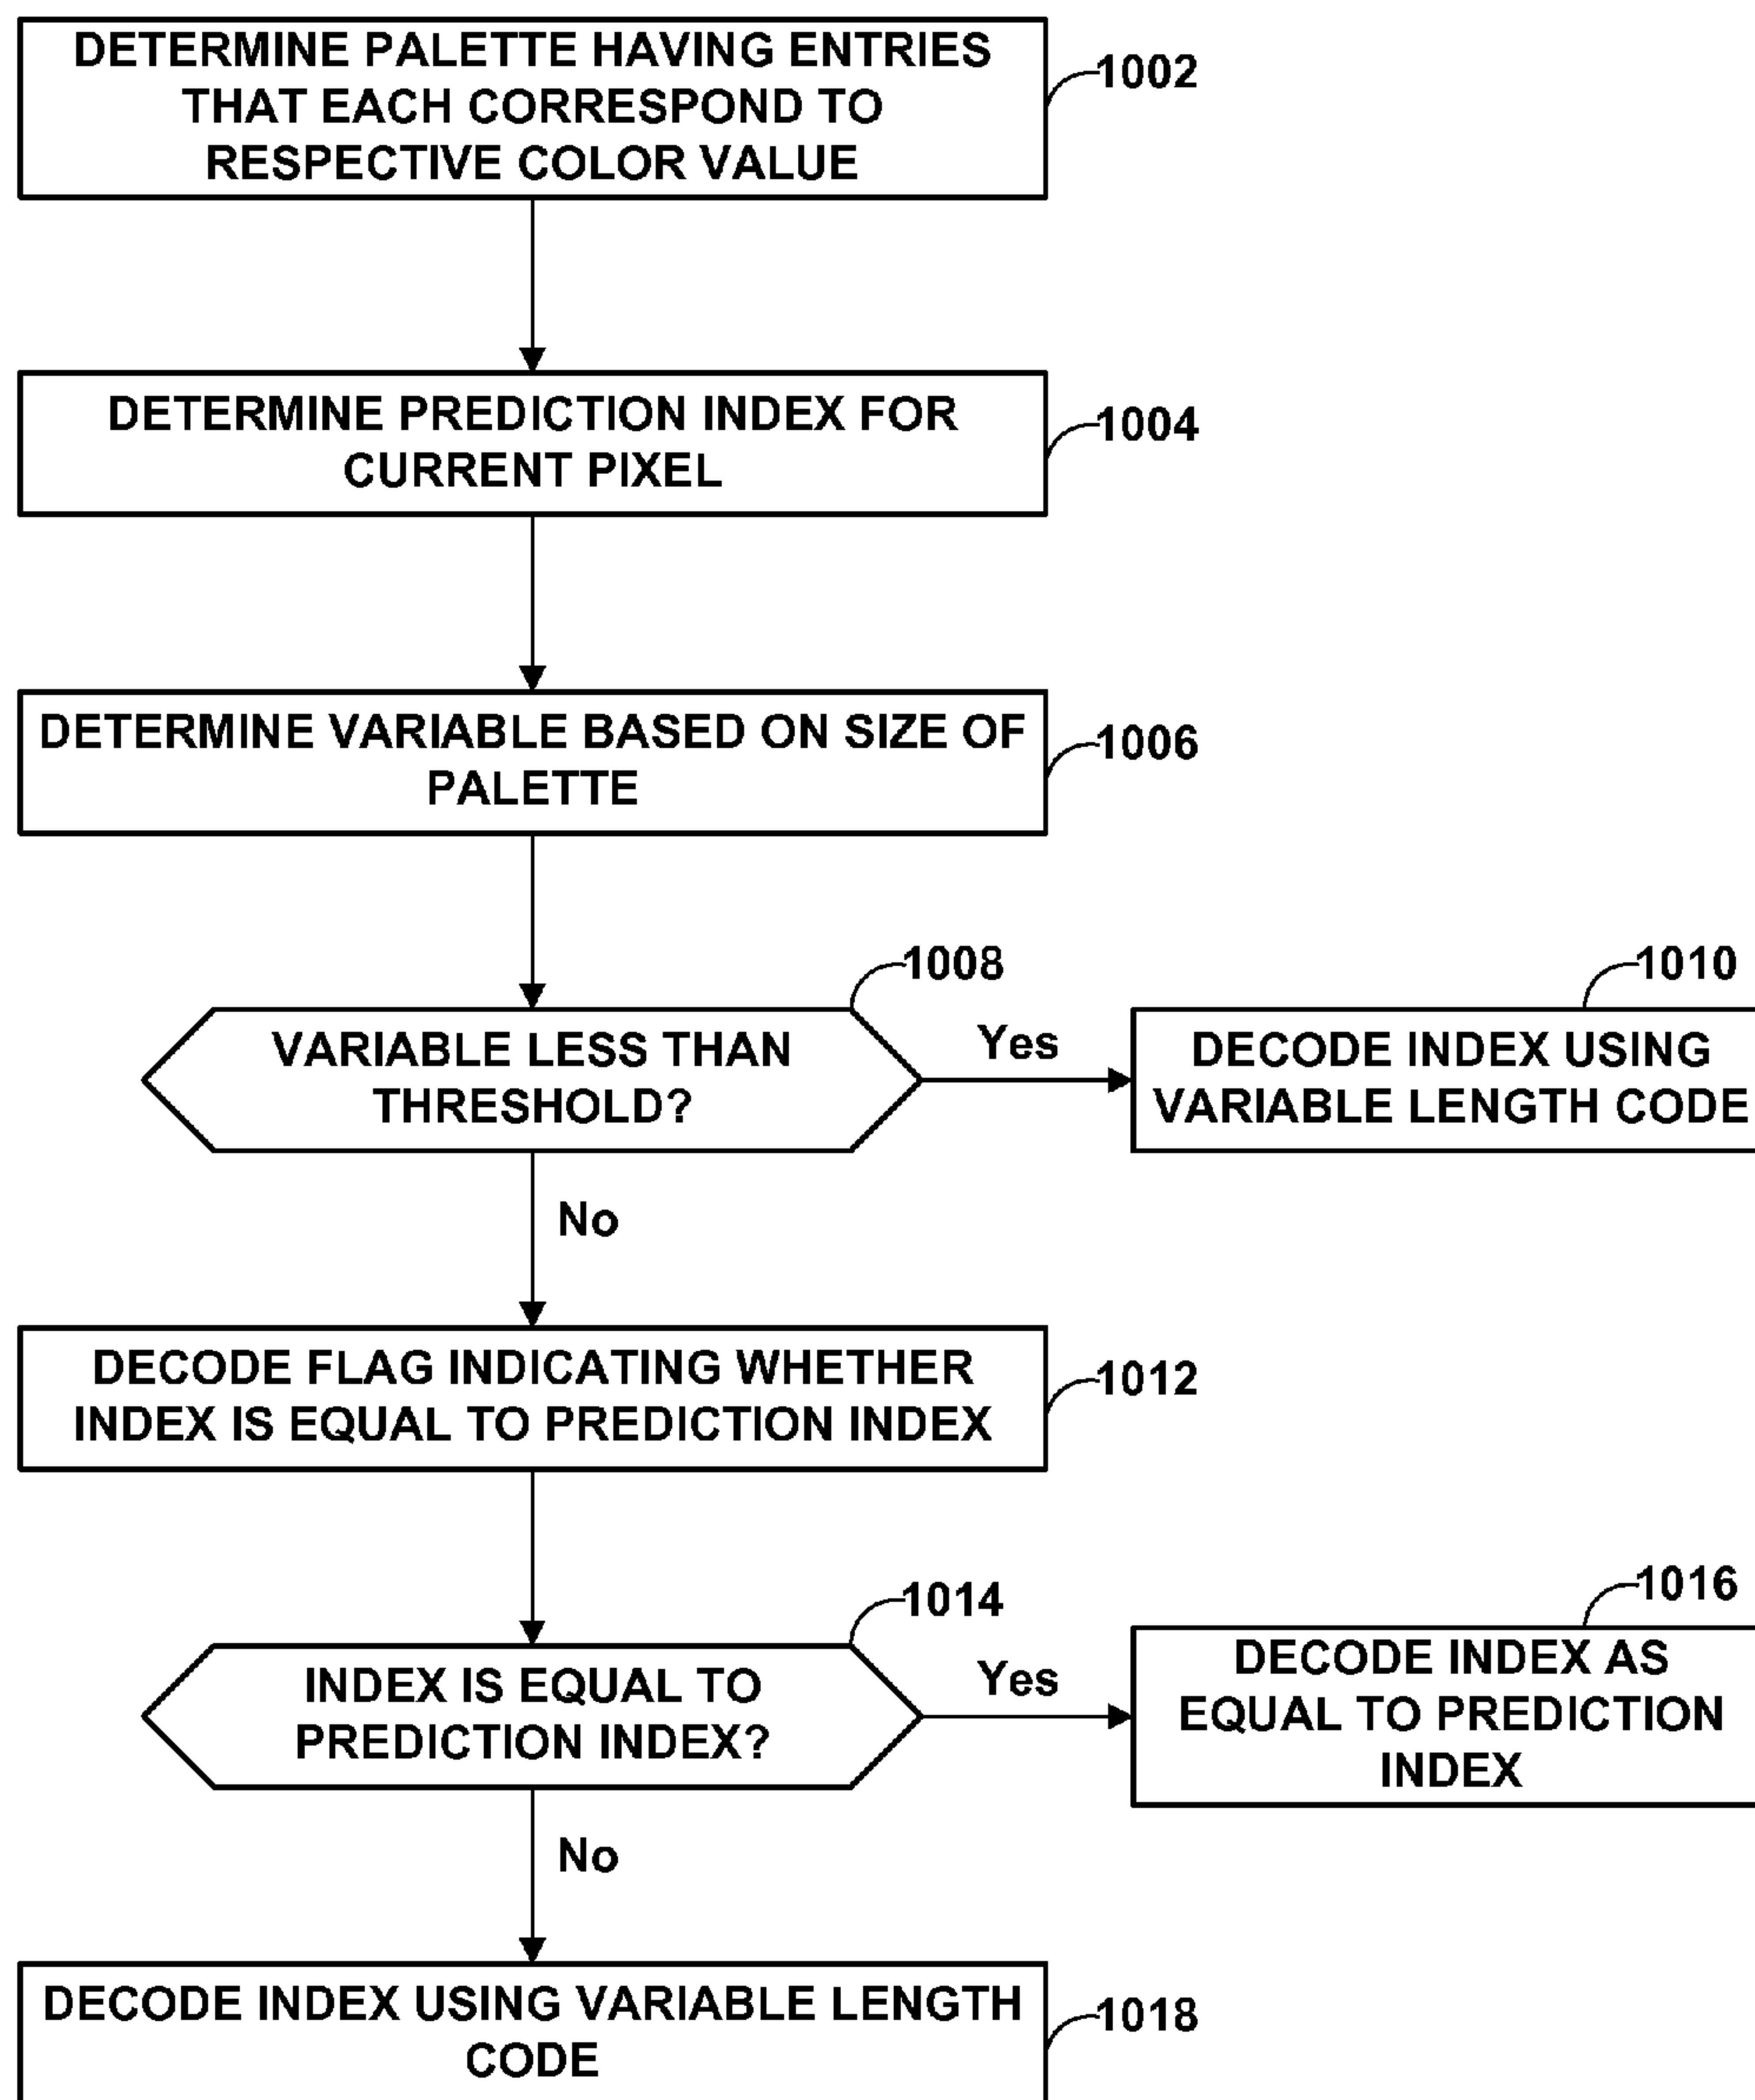 DETERMINE PALETTE HAVING ENTRIES
THAT EACH CORRESPOND TO
RESPECTIVE COLOR VALUE
1002
DETERMINE PREDICTION INDEX FOR
CURRENT PIXEL
1004
DETERMINE VARIABLE BASED ON SIZE OF
PALETTE
1006
1008
VARIABLE LESS THAN
THRESHOLD?
Yes
1010
DECODE INDEX USING
VARIABLE LENGTH CODE
No
DECODE FLAG INDICATING WHETHER
INDEX IS EQUAL TO PREDICTION INDEX
1012
1014
INDEX IS EQUAL TO
PREDICTION INDEX?
Yes
1016
DECODE INDEX AS
EQUAL TO PREDICTION
INDEX
No
DECODE INDEX USING VARIABLE LENGTH
CODE
1018